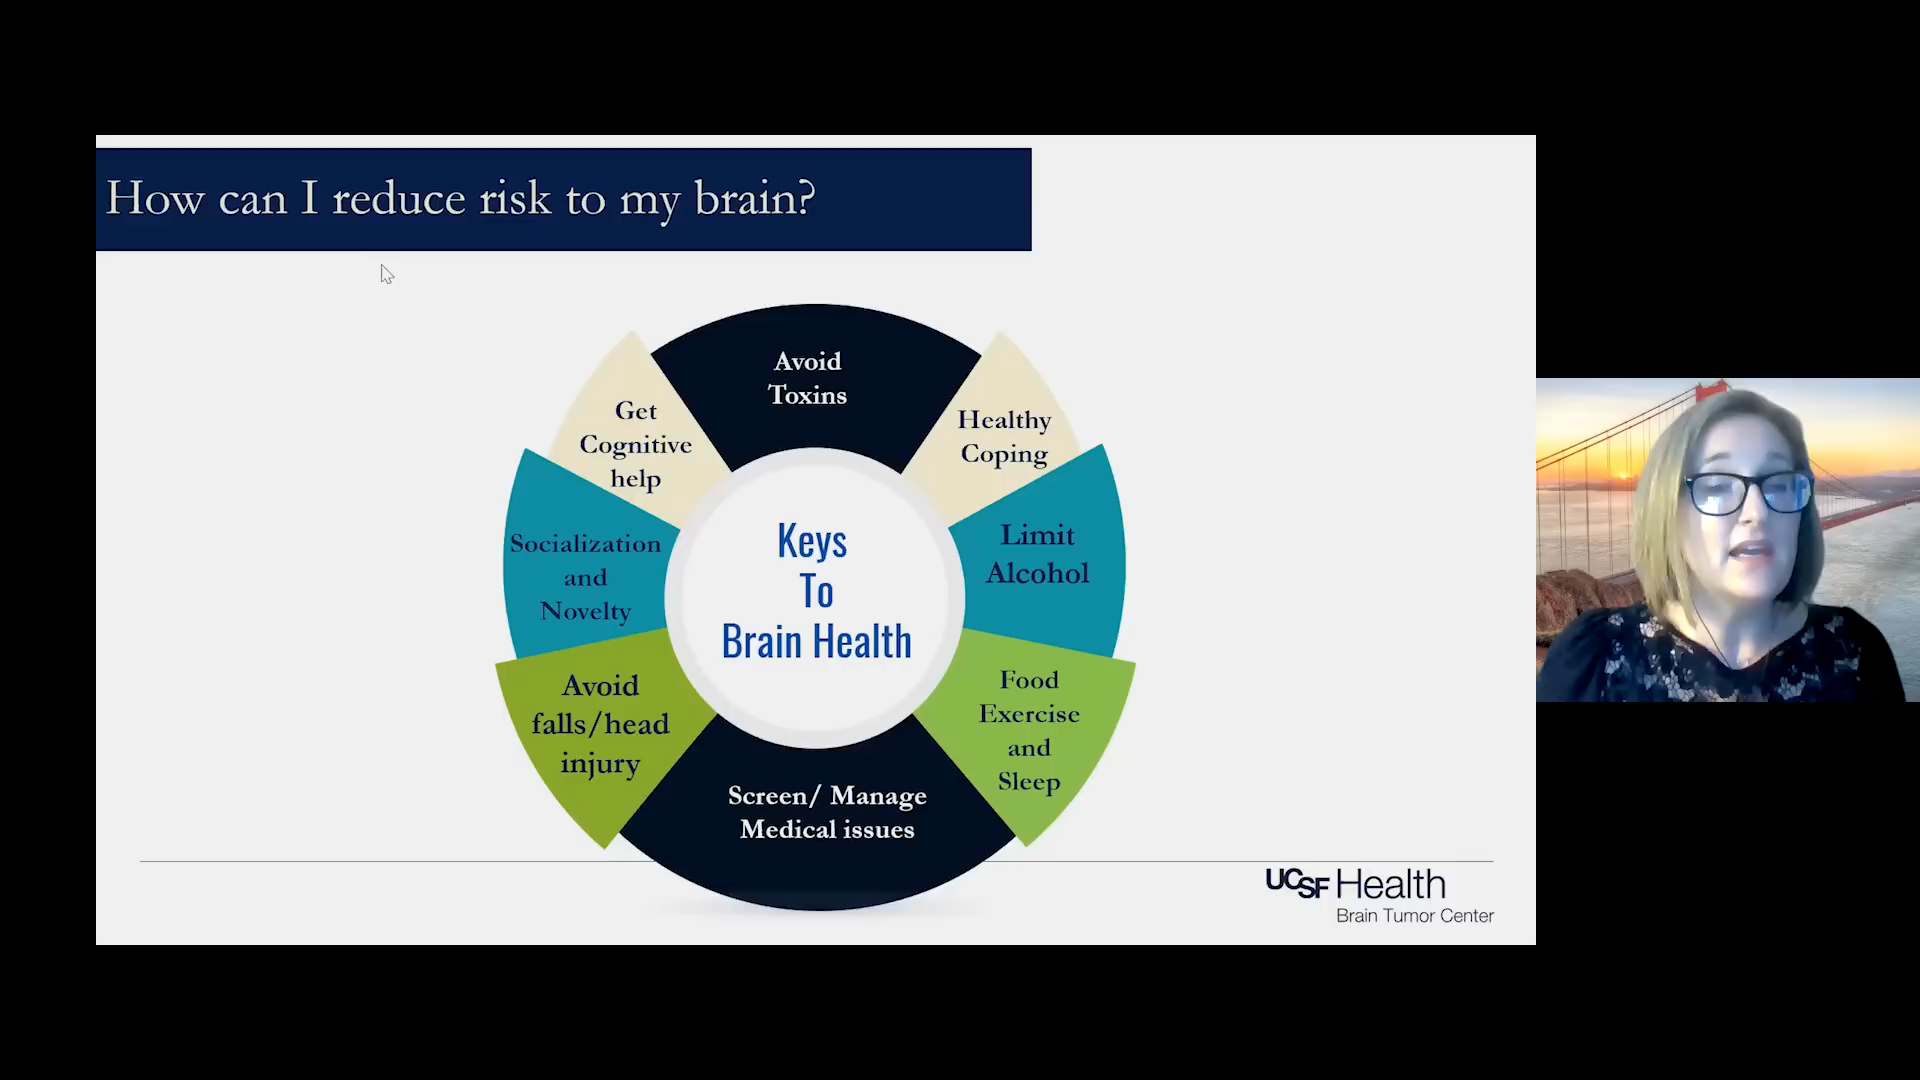 How can I reduce risk to my brain?
Avoid
Toxins
Healthy
Coping
Limit
Alcohol
Food
Exercise
and
Sleep
Screen/ Manage
Medical issues
Avoid
falls/head
injury
Socialization
and
Novelty
Get
Cognitive
help
Keys
To
Brain Health
UCSF Health
Brain Tumor Center